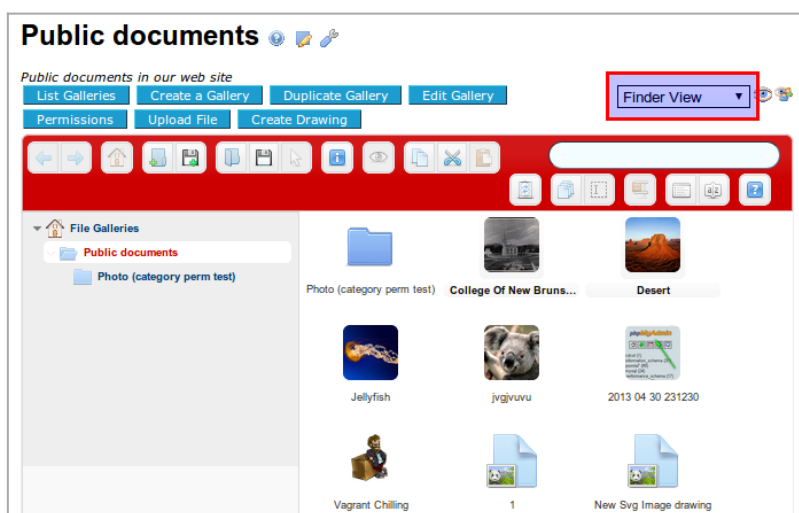 Public documents
Public documents in our web site
List Galleries Create a Gallery Duplicate Gallery Edit Gallery
Finder View
Permissions Upload File Create Drawing
File Galleries
Public documents
Photo (category perm test)
Photo (category perm test) College Of New Bruns... Desert
phpMyAdmin
Jellyfish jvgjvuvu 2013 04 30 231230
Vagrant Chilling 1 New Svg Image drawing